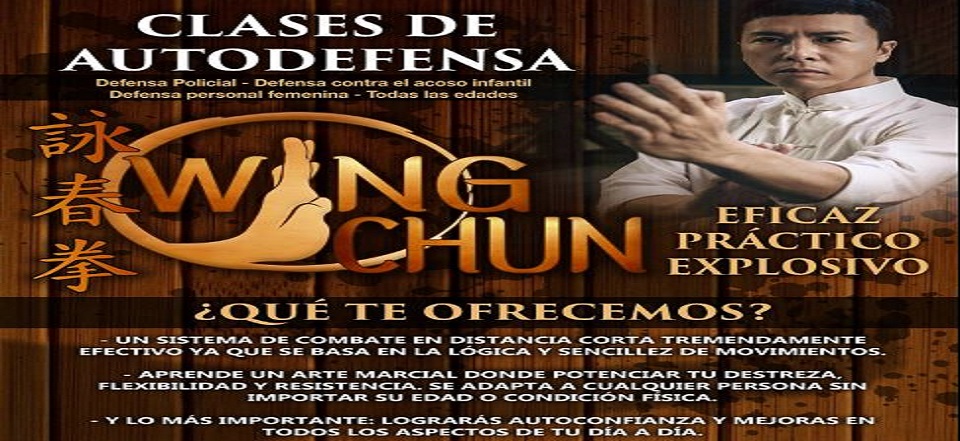 CLASES DE
AUTODEFENSA
Defensa Policial - Defensa contra el acoso infantil
Defensa personal femenina - Todas las edades
詠春拳
WING
CHUN
EFICAZ
PRÁCTICO
EXPLOSIVO
¿QUÉ TE OFRECEMOS?
- UN SISTEMA DE COMBATE EN DISTANCIA CORTA TREMENDAMENTE
EFECTIVO YA QUE SE BASA EN LA LÓGICA Y SENCILLEZ DE MOVIMIENTOS.
- APRENDE UN ARTE MARCIAL DONDE POTENCIAR TU DESTREZA,
FLEXIBILIDAD Y RESISTENCIA. SE ADAPTA A CUALQUIER PERSONA SIN
IMPORTAR SU EDAD O CONDICIÓN FÍSICA.
- Y LO MÁS IMPORTANTE: LOGRARÁS AUTOCONFIANZA Y MEJORAS EN
TODOS LOS ASPECTOS DE TU DÍA A DÍA.